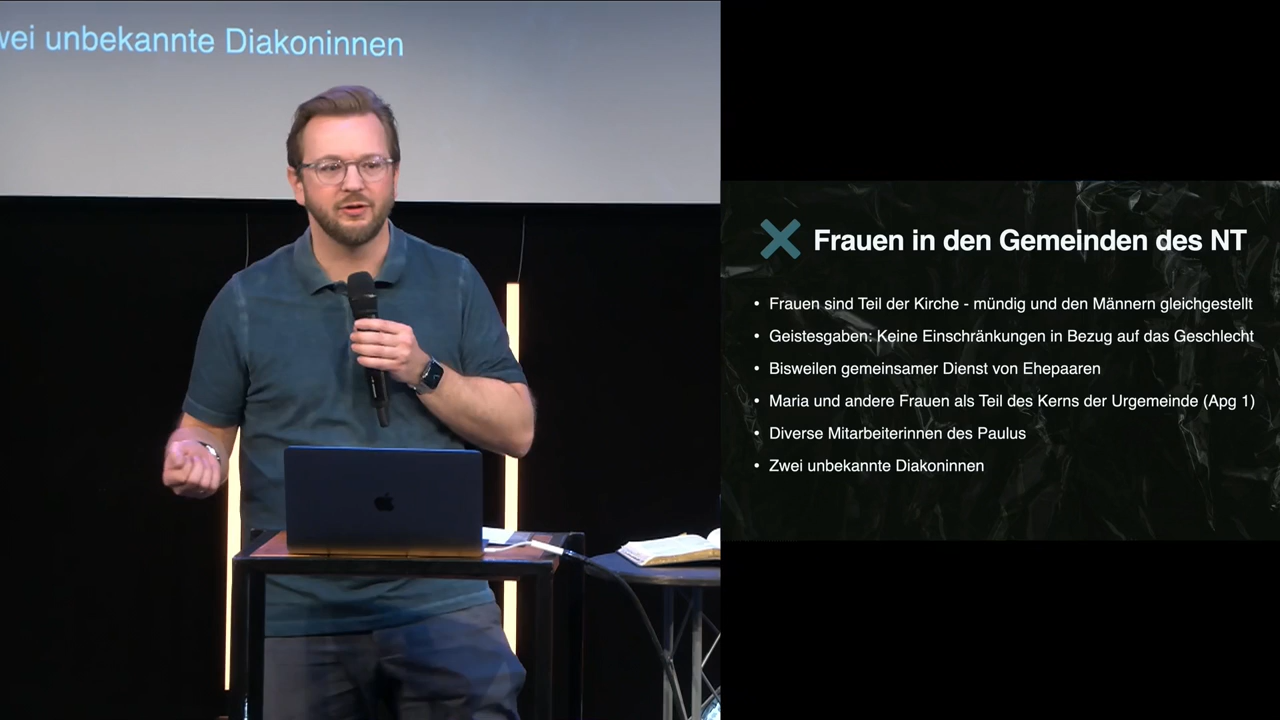 wei unbekannte Diakoninnen
Frauen in den Gemeinden des NT
• Frauen sind Teil der Kirche - mündig und den Männern gleichgestellt
• Geistesgaben: Keine Einschränkungen in Bezug auf das Geschlecht
• Bisweilen gemeinsamer Dienst von Ehepaaren
• Maria und andere Frauen als Teil des Kerns der Urgemeinde (Apg 1)
• Diverse Mitarbeiterinnen des Paulus
• Zwei unbekannte Diakoninnen